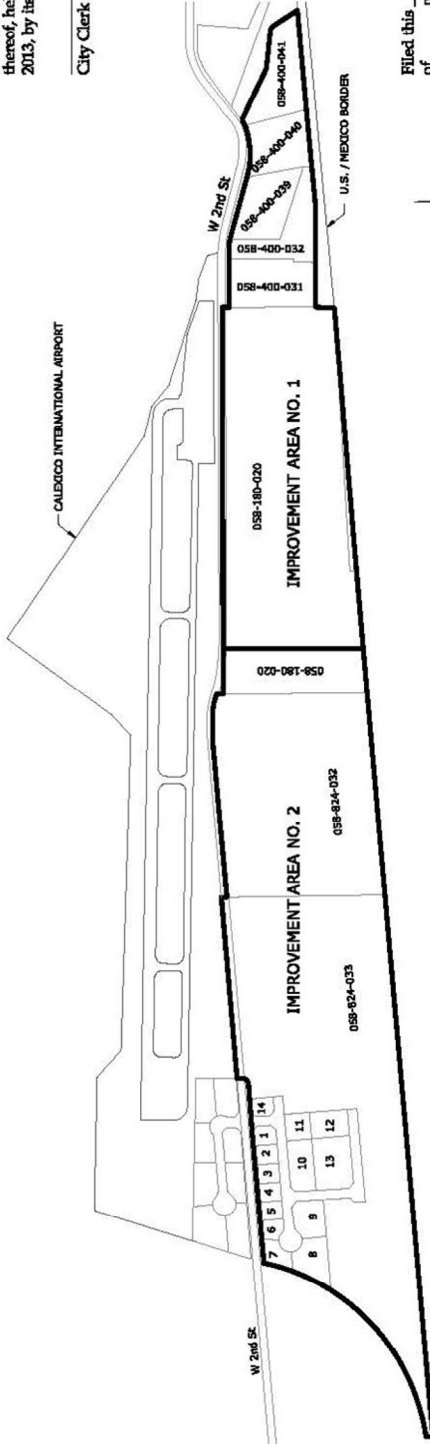 thereof, he
2013, by its
City Clerk
CALEXICO INTERNATIONAL AIRPORT
W 2nd St
058-400-041
058-400-040
058-400-039
058-400-032
058-400-031
U.S. / MEXICO BORDER
058-180-020
IMPROVEMENT AREA NO. 1
058-180-020
IMPROVEMENT AREA NO. 2
058-824-032
058-824-033
14
1
2
3
4
5
6
7
11
10
12
13
9
8
W 2nd St
Filed this
of